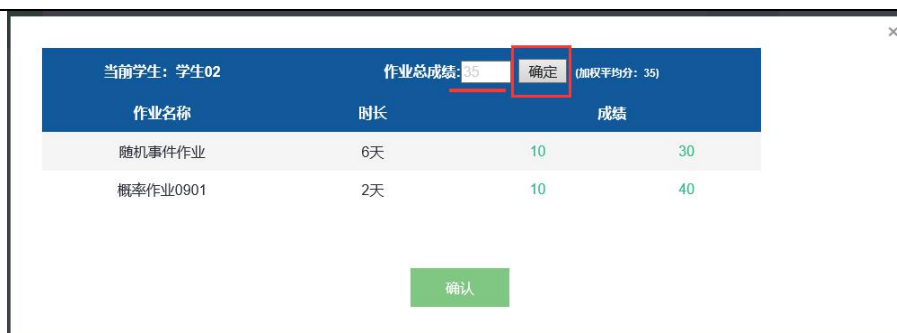 ×
当前学生：学生02 作业总成绩:35 确定 (加权平均分：35)
作业名称 时长 成绩
随机事件作业 6天 10 30
概率作业0901 2天 10 40
确认